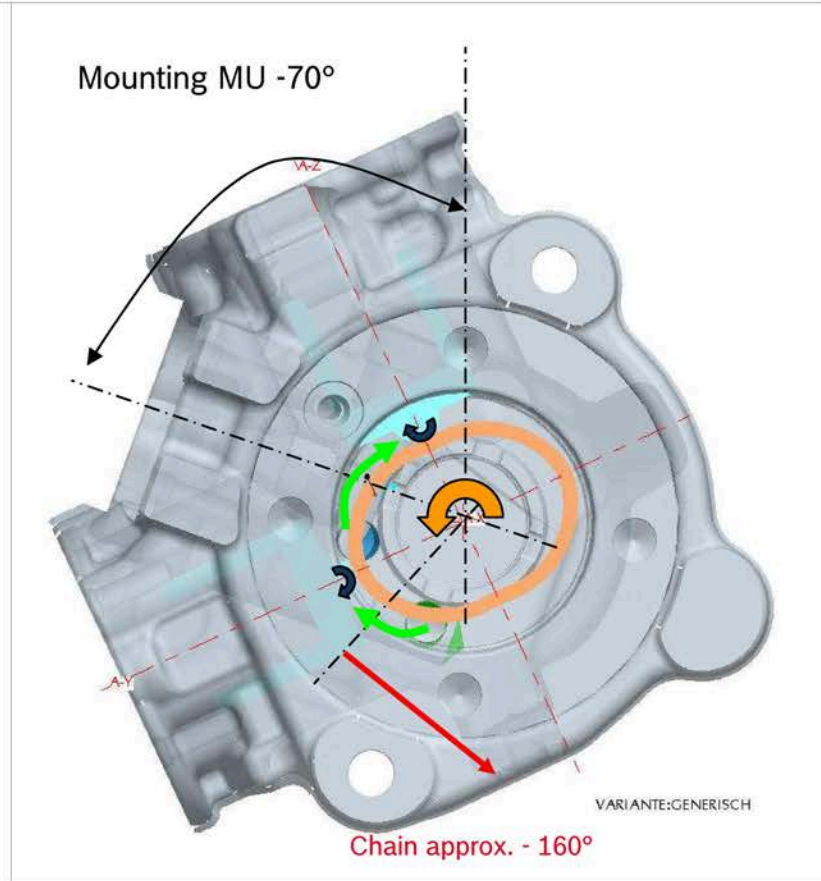 Mounting MU -70°
A-Z
A-Y
VARIANTE:GENERISCH
Chain approx. - 160°